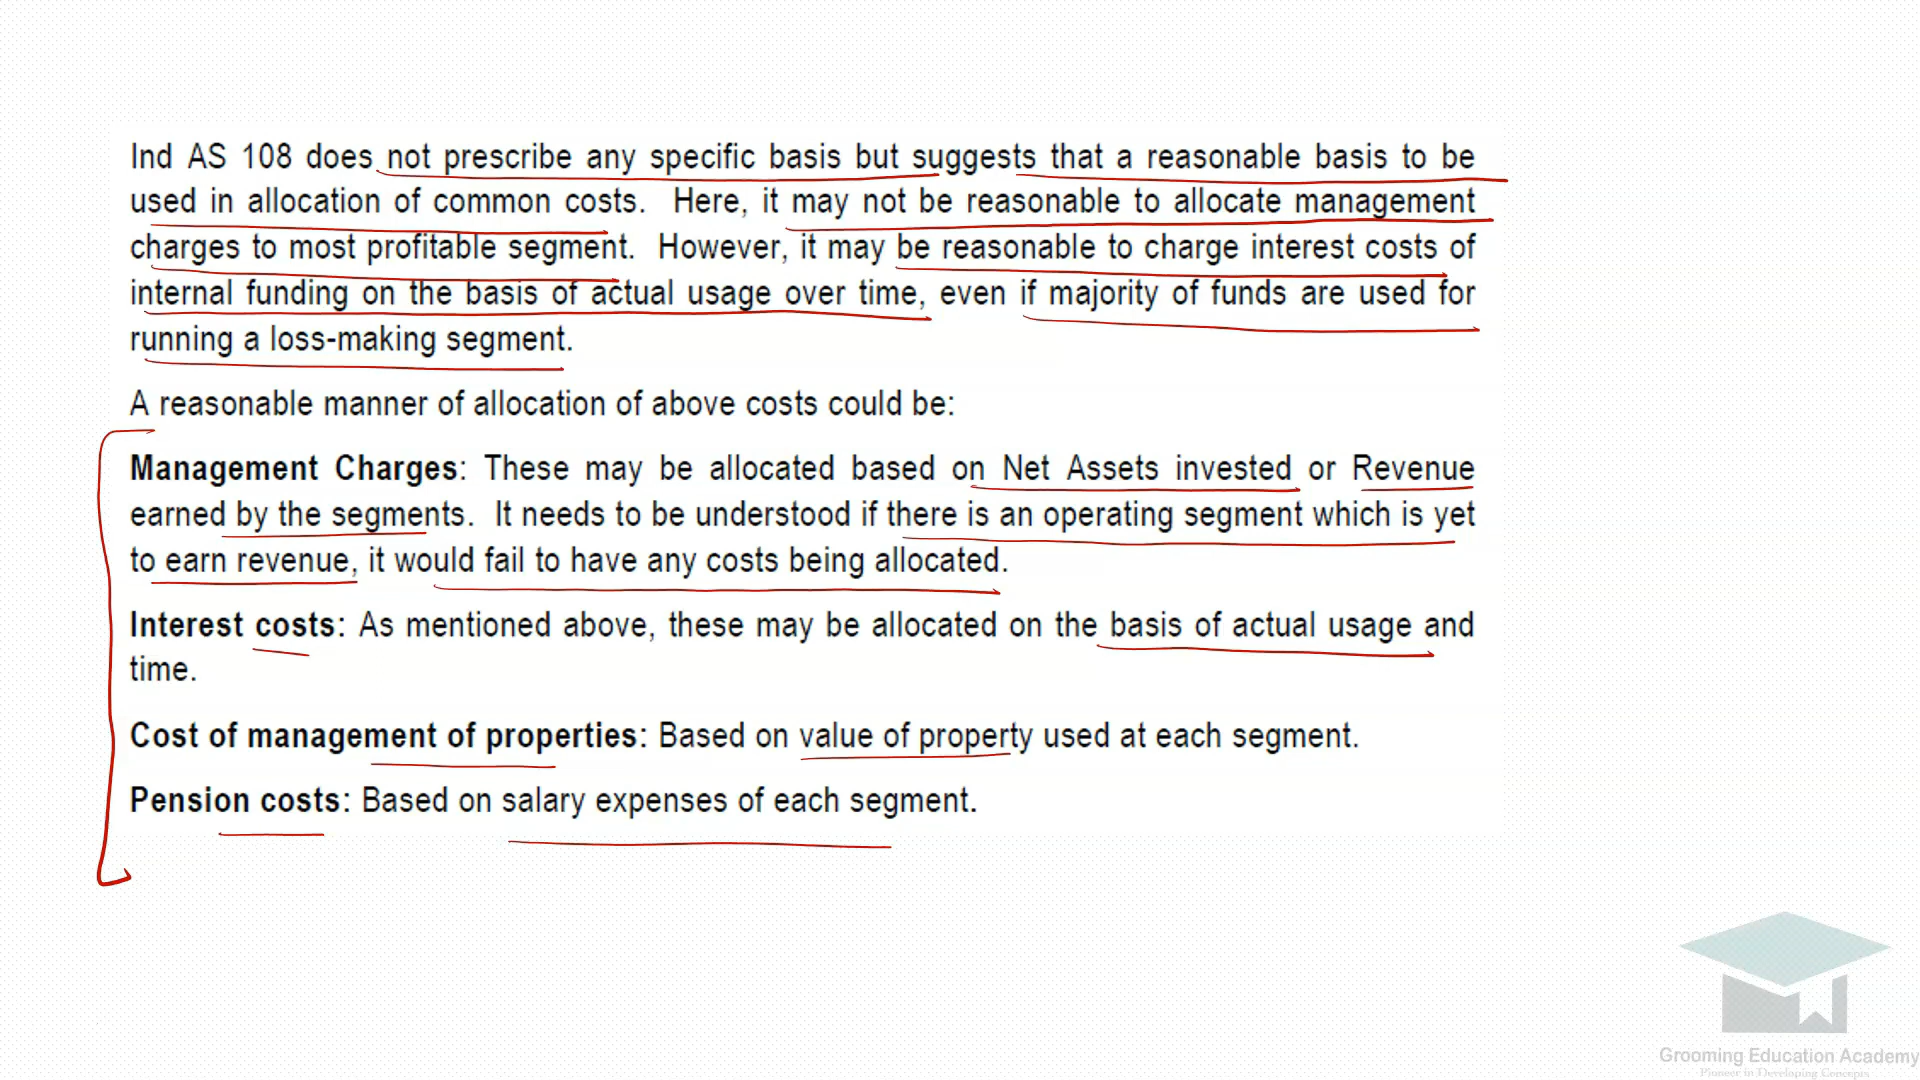 Ind AS 108 does not prescribe any specific basis but suggests that a reasonable basis to be
used in allocation of common costs. Here, it may not be reasonable to allocate management
charges to most profitable segment. However, it may be reasonable to charge interest costs of
internal funding on the basis of actual usage over time, even if majority of funds are used for
running a loss-making segment.
A reasonable manner of allocation of above costs could be:
Management Charges: These may be allocated based on Net Assets invested or Revenue
earned by the segments. It needs to be understood if there is an operating segment which is yet
to earn revenue, it would fail to have any costs being allocated.
Interest costs: As mentioned above, these may be allocated on the basis of actual usage and
time.
Cost of management of properties: Based on value of property used at each segment.
Pension costs: Based on salary expenses of each segment.
Grooming Education Academy
Pioneer in Developing Concepts